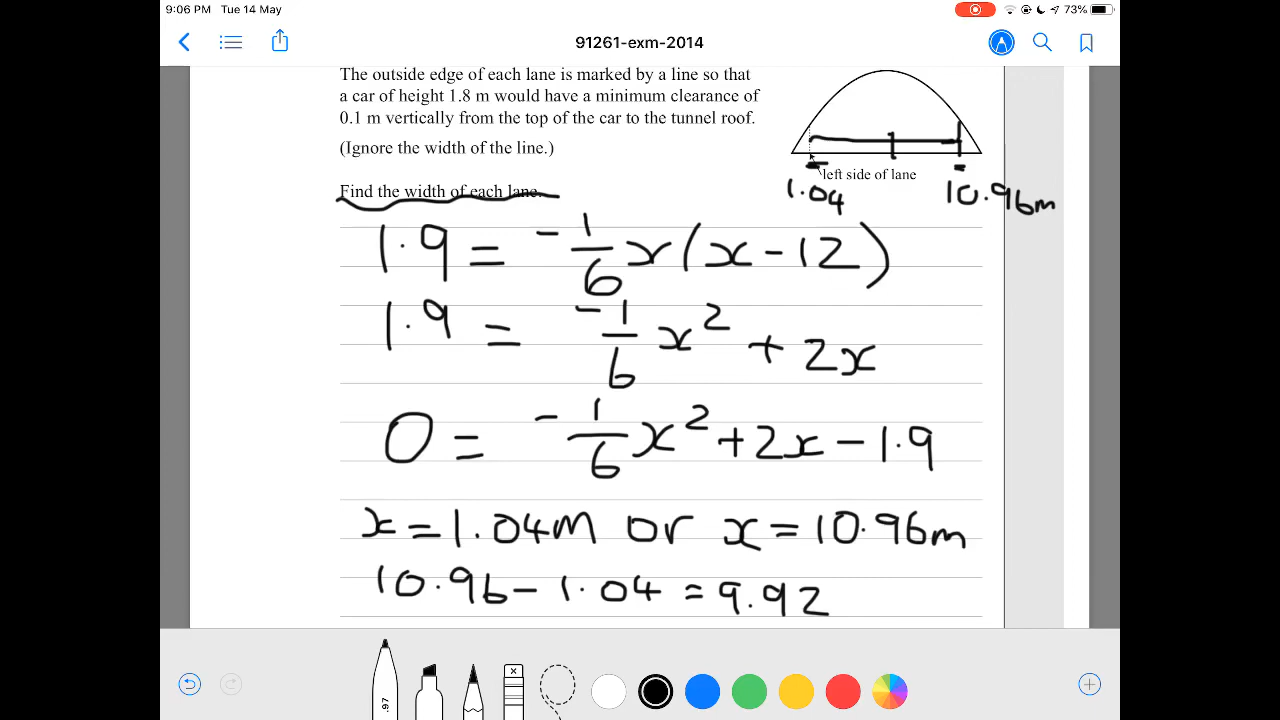 9:06 PM Tue 14 May
73%
91261-exm-2014
The outside edge of each lane is marked by a line so that
a car of height 1.8 m would have a minimum clearance of
0.1 m vertically from the top of the car to the tunnel roof.
(Ignore the width of the line.)
left side of lane
1.04
10.96m
Find the width of each lane.
1.9 = -1/6 x(x-12)
1.9 = -1/6 x² + 2x
0 = -1/6 x² + 2x - 1.9
x = 1.04m or x = 10.96m
10.96 - 1.04 = 9.92
97